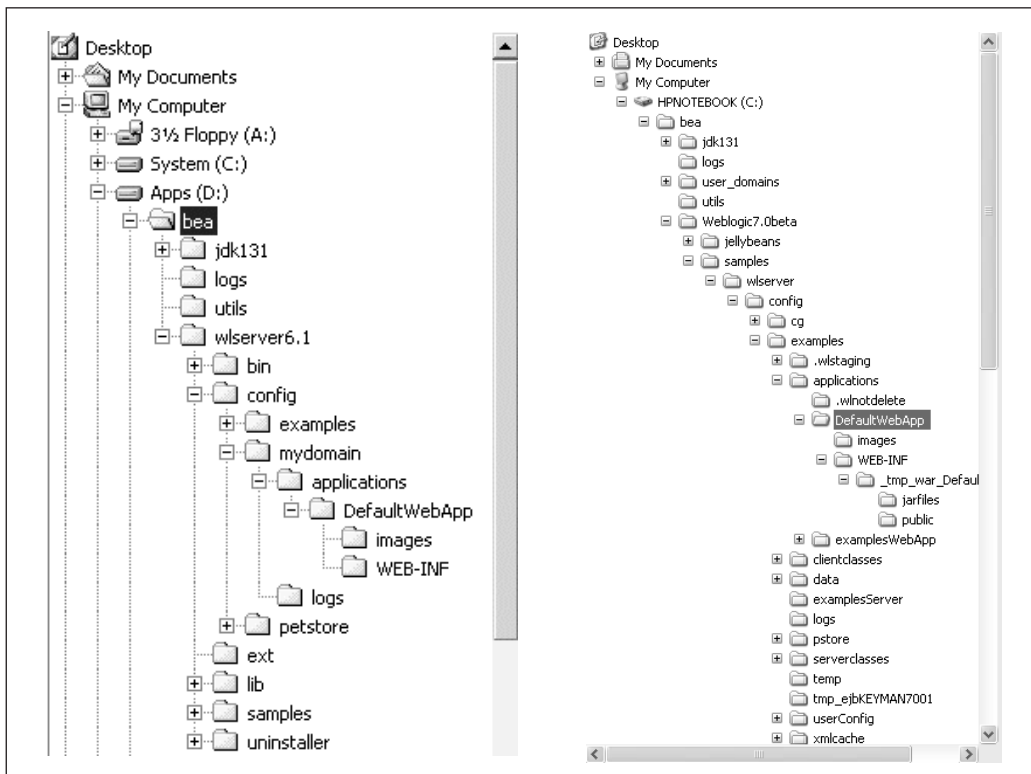 Desktop
My Documents
My Computer
3½ Floppy (A:)
System (C:)
Apps (D:)
bea
jdk131
logs
utils
wlserver6.1
bin
config
examples
mydomain
applications
DefaultWebApp
images
WEB-INF
logs
petstore
ext
lib
samples
uninstaller
Desktop
My Documents
My Computer
HPNOTEBOOK (C:)
bea
jdk131
logs
user_domains
utils
Weblogic7.0beta
jellybeans
samples
wlserver
config
cg
examples
.wlstaging
applications
.wlnotdelete
DefaultWebApp
images
WEB-INF
_tmp_war_Defaul
jarfiles
public
examplesWebApp
clientclasses
data
examplesServer
logs
pstore
serverclasses
temp
tmp_ejbKEYMAN7001
userConfig
xmlcache